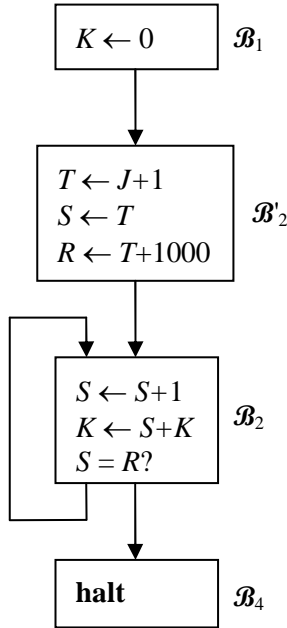 K ← 0
ℬ₁
T ← J+1
S ← T
R ← T+1000
ℬ'₂
S ← S+1
K ← S+K
S = R?
ℬ₂
halt
ℬ₄